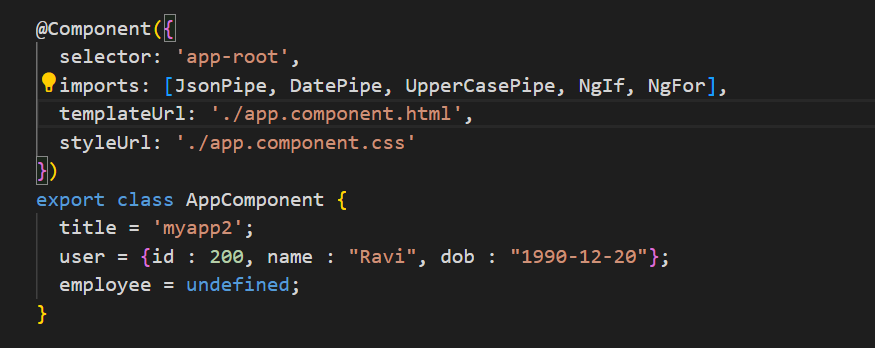 @Component({
  selector: 'app-root',
  imports: [JsonPipe, DatePipe, UpperCasePipe, NgIf, NgFor],
  templateUrl: './app.component.html',
  styleUrl: './app.component.css'
})
export class AppComponent {
  title = 'myapp2';
  user = {id : 200, name : "Ravi", dob : "1990-12-20"};
  employee = undefined;
}